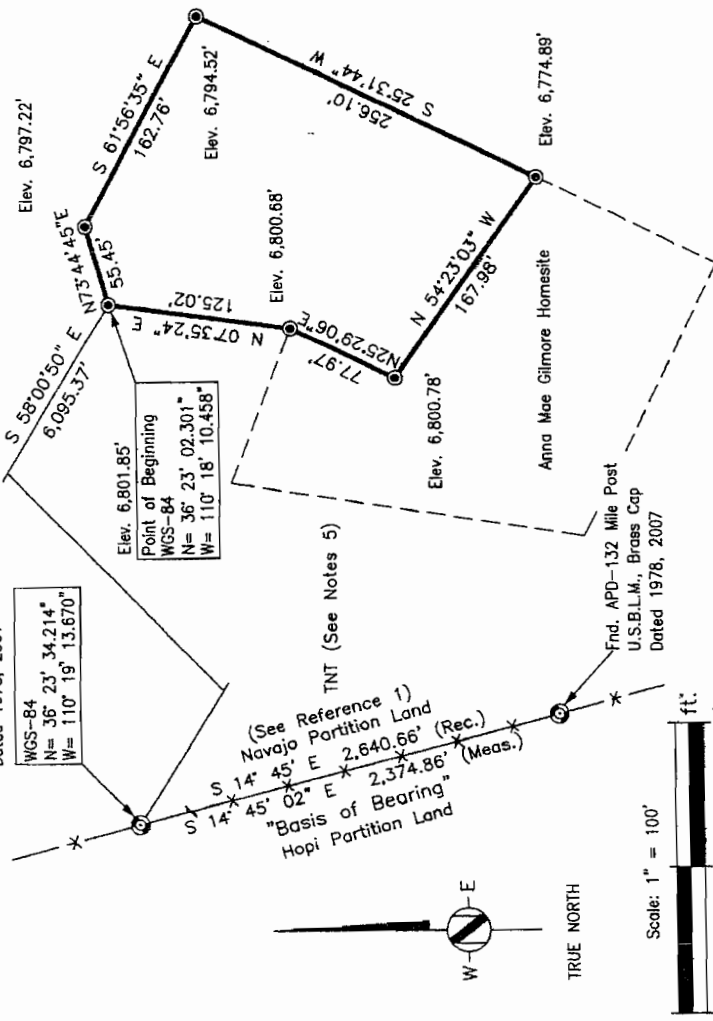 WGS-84
N= 36° 23' 34.214"
W= 110° 19' 13.670"
S 58°00'50" E
6,095.37'
Elev. 6,801.85'
Point of Beginning
WGS-84
N= 36° 23' 02.301"
W= 110° 18' 10.458"
N73°44'45"E
55.45'
Elev. 6,797.22'
S 61°56'35" E
162.76'
Elev. 6,794.52'
S 25°31'44" W
256.10'
Elev. 6,774.89'
N 54°23'03" W
167.98'
Elev. 6,800.78'
N25°29'06"E
77.97'
Elev. 6,800.68'
N 07°35'24" E
125.02'
Anna Mae Gilmore Homesite
TNT (See Notes 5)
(See Reference 1)
Navajo Partition Land
S 14° 45' E 2,640.66' (Rec.)
S 14° 45' 02" E 2,374.86' (Meas.)
"Basis of Bearing"
Hopi Partition Land
Fnd. APD-132 Mile Post
U.S.B.L.M., Brass Cap
Dated 1978, 2007
W E
TRUE NORTH
Scale: 1" = 100'
ft.